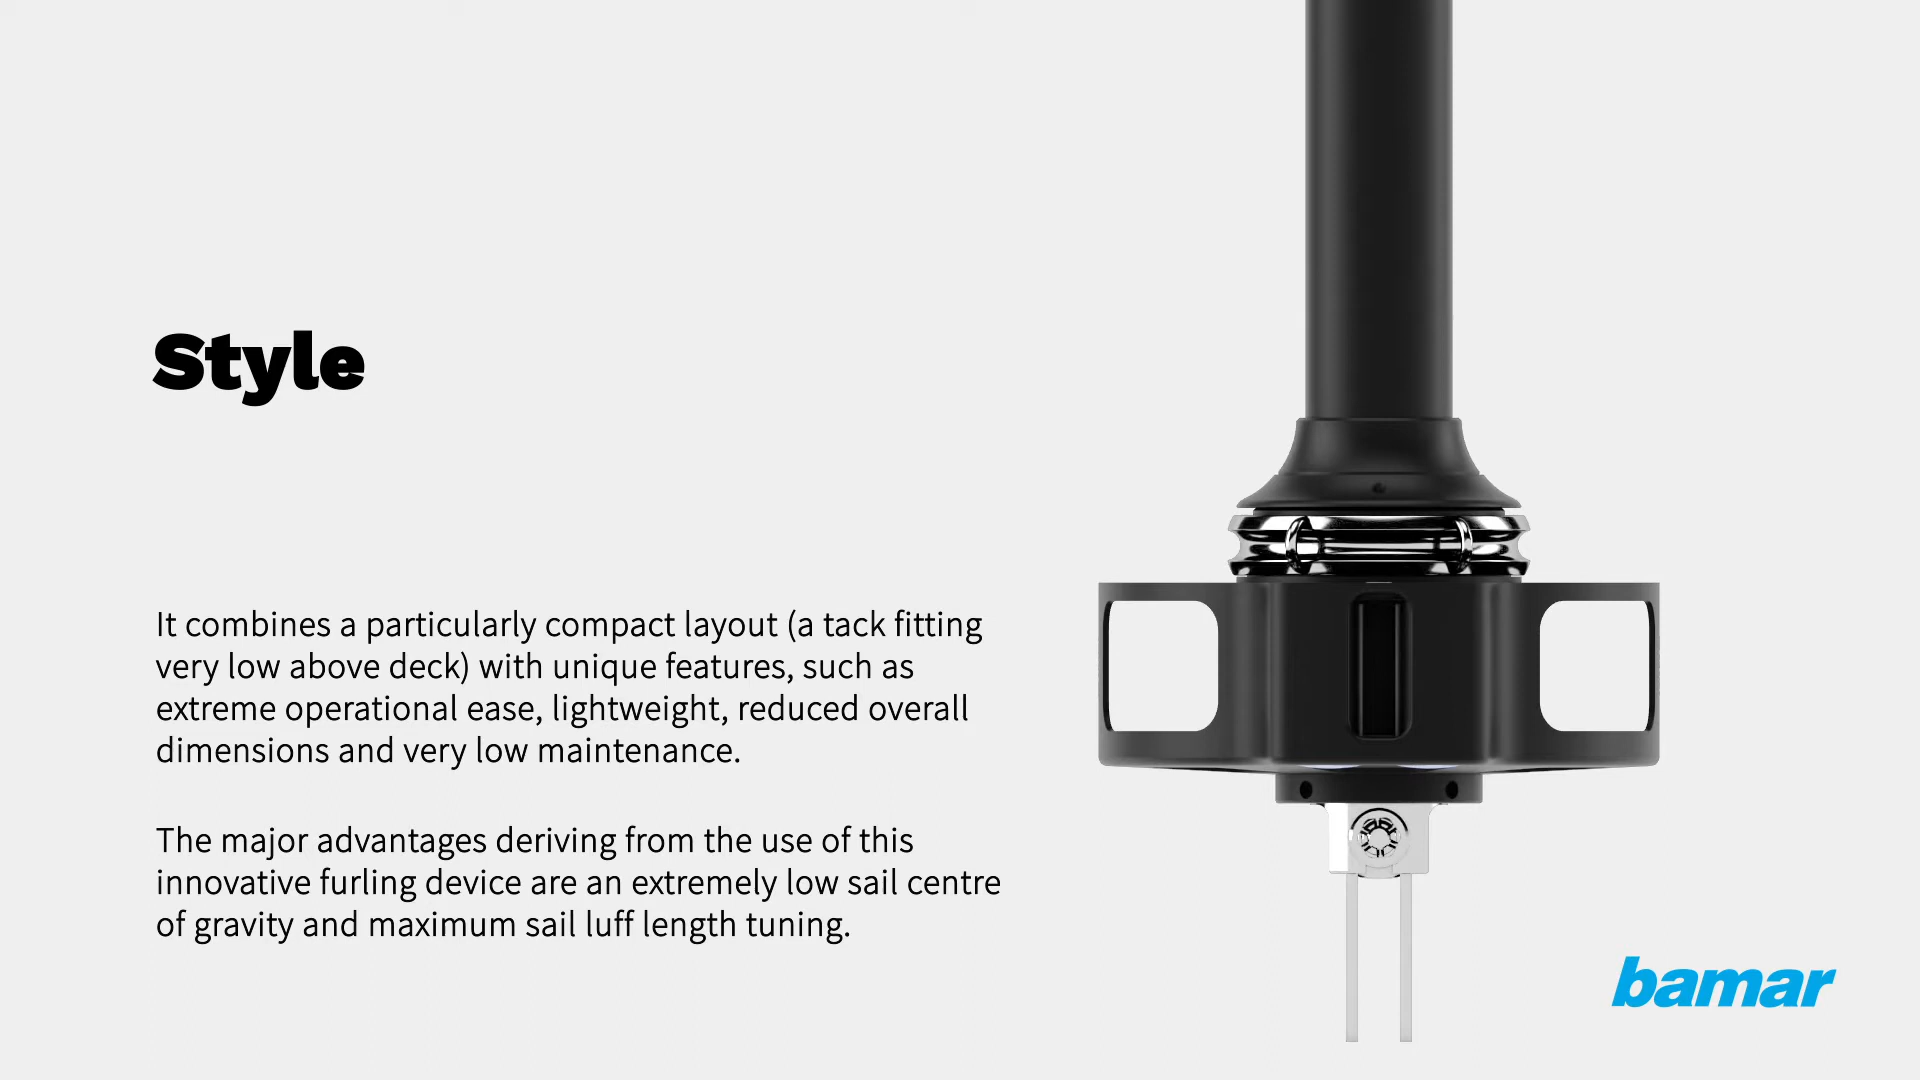 Style
It combines a particularly compact layout (a tack fitting
very low above deck) with unique features, such as
extreme operational ease, lightweight, reduced overall
dimensions and very low maintenance.
The major advantages deriving from the use of this
innovative furling device are an extremely low sail centre
of gravity and maximum sail luff length tuning.
bamar